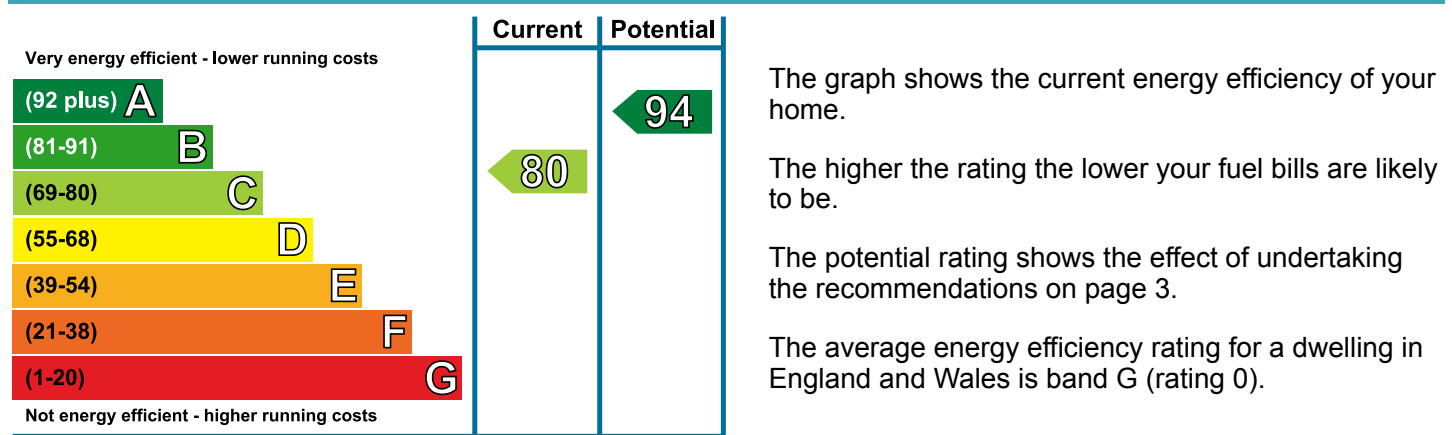 Current Potential
Very energy efficient - lower running costs
(92 plus) A
(81-91) B
(69-80) C
(55-68) D
(39-54) E
(21-38) F
(1-20) G
Not energy efficient - higher running costs
80
94
The graph shows the current energy efficiency of your
home.
The higher the rating the lower your fuel bills are likely
to be.
The potential rating shows the effect of undertaking
the recommendations on page 3.
The average energy efficiency rating for a dwelling in
England and Wales is band G (rating 0).